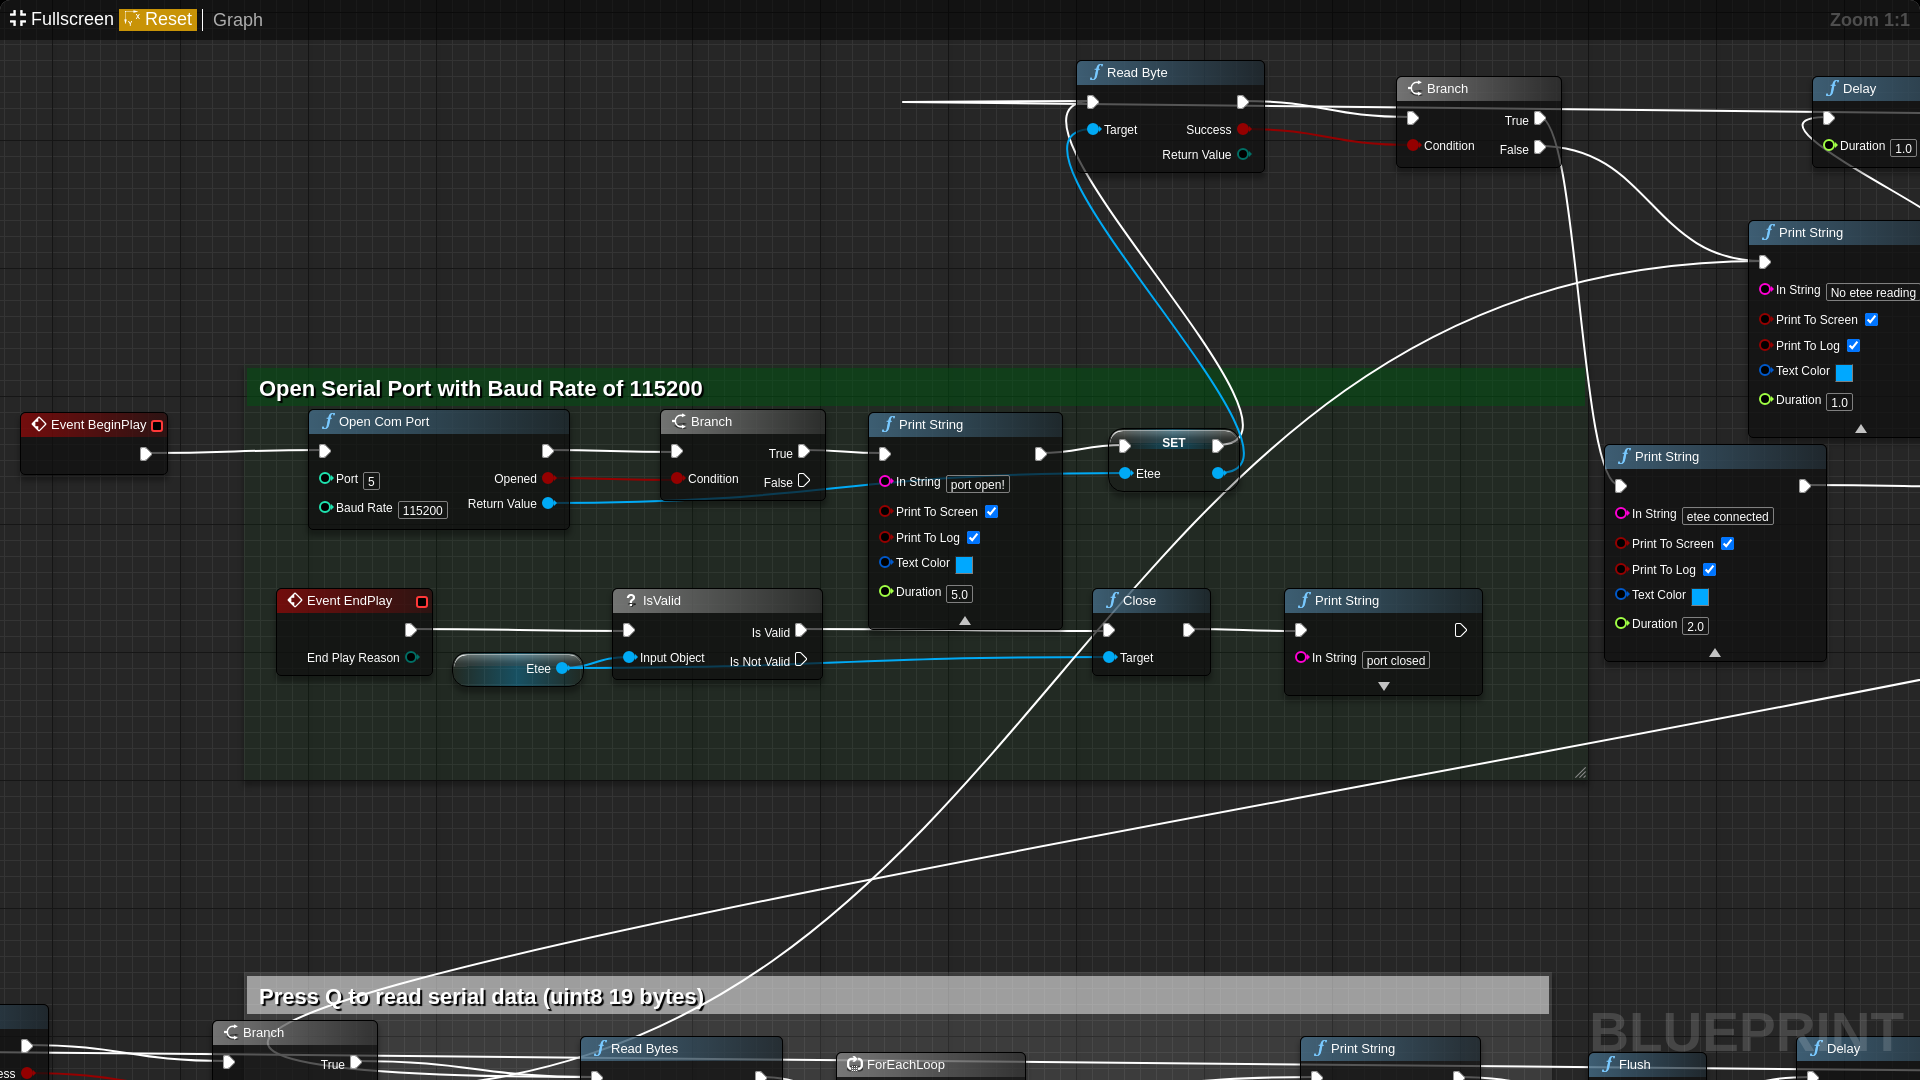 Fullscreen Reset Graph Zoom 1:1
Read Byte
Target Success
Return Value
Branch
True
Condition
False
Delay
Duration 1.0
Print String
In String No etee reading
Print To Screen
Print To Log
Text Color
Duration 1.0
Open Serial Port with Baud Rate of 115200
Event BeginPlay
Open Com Port
Port 5 Opened
Baud Rate 115200 Return Value
Branch
True
Condition
False
Print String
In String port open!
Print To Screen
Print To Log
Text Color
Duration 5.0
SET
Etee
Print String
In String etee connected
Print To Screen
Print To Log
Text Color
Duration 2.0
Event EndPlay
End Play Reason
Etee
? IsValid
Is Valid
Input Object Is Not Valid
Close
Target
Print String
In String port closed
Press Q to read serial data (uint8 19 bytes)
ess
Branch
True
Read Bytes
ForEachLoop
Print String
Flush
Delay
BLUEPRINT